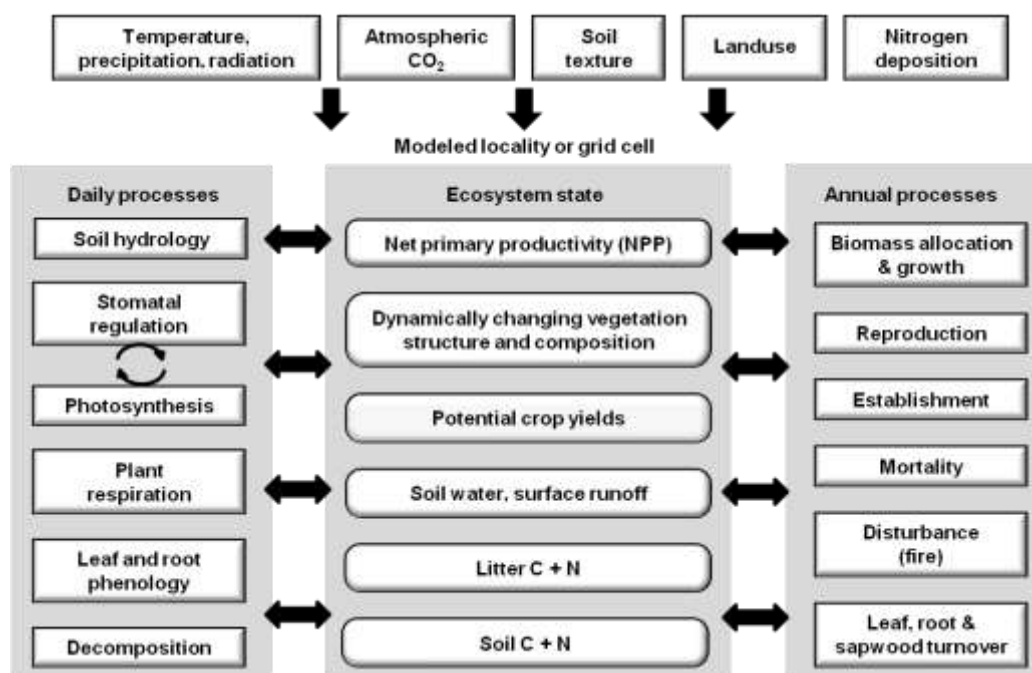 Temperature,
precipitation, radiation
Atmospheric
CO₂
Soil
texture
Landuse
Nitrogen
deposition
Modeled locality or grid cell
Daily processes
Soil hydrology
Stomatal
regulation
Photosynthesis
Plant
respiration
Leaf and root
phenology
Decomposition
Ecosystem state
Net primary productivity (NPP)
Dynamically changing vegetation
structure and composition
Potential crop yields
Soil water, surface runoff
Litter C + N
Soil C + N
Annual processes
Biomass allocation
& growth
Reproduction
Establishment
Mortality
Disturbance
(fire)
Leaf, root &
sapwood turnover